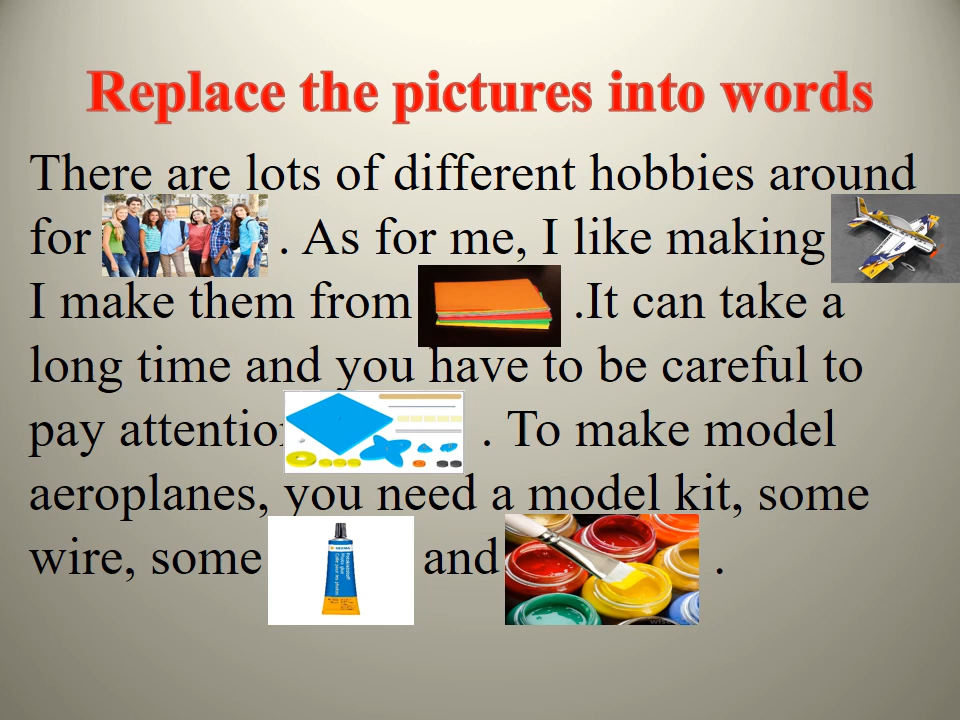 Replace the pictures into words
There are lots of different hobbies around
for . As for me, I like making
I make them from .It can take a
long time and you have to be careful to
pay attention . To make model
aeroplanes, you need a model kit, some
wire, some and .